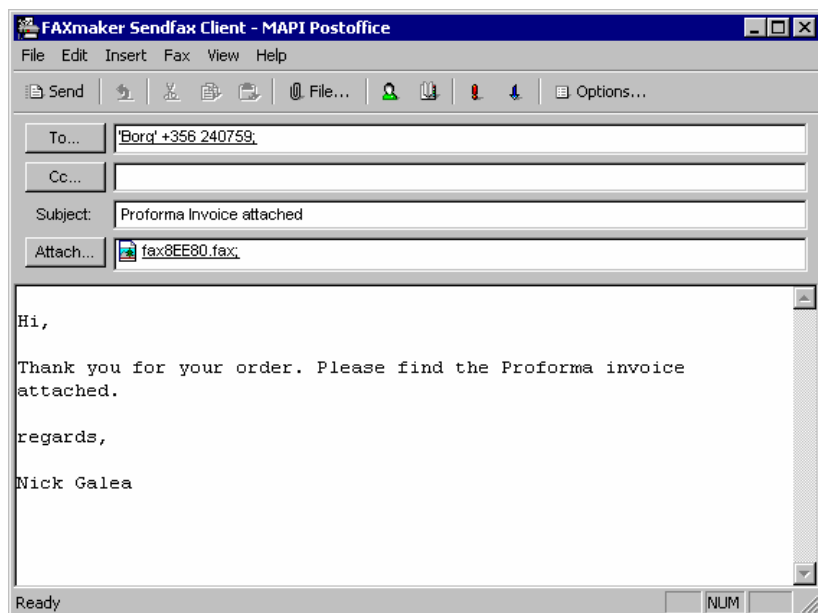 FAXmaker Sendfax Client - MAPI Postoffice
File Edit Insert Fax View Help
Send File... Options...
To... 'Borg' +356 240759;
Cc...
Subject: Proforma Invoice attached
Attach... fax8EE80.fax;
Hi,
Thank you for your order. Please find the Proforma invoice
attached.
regards,
Nick Galea
Ready NUM